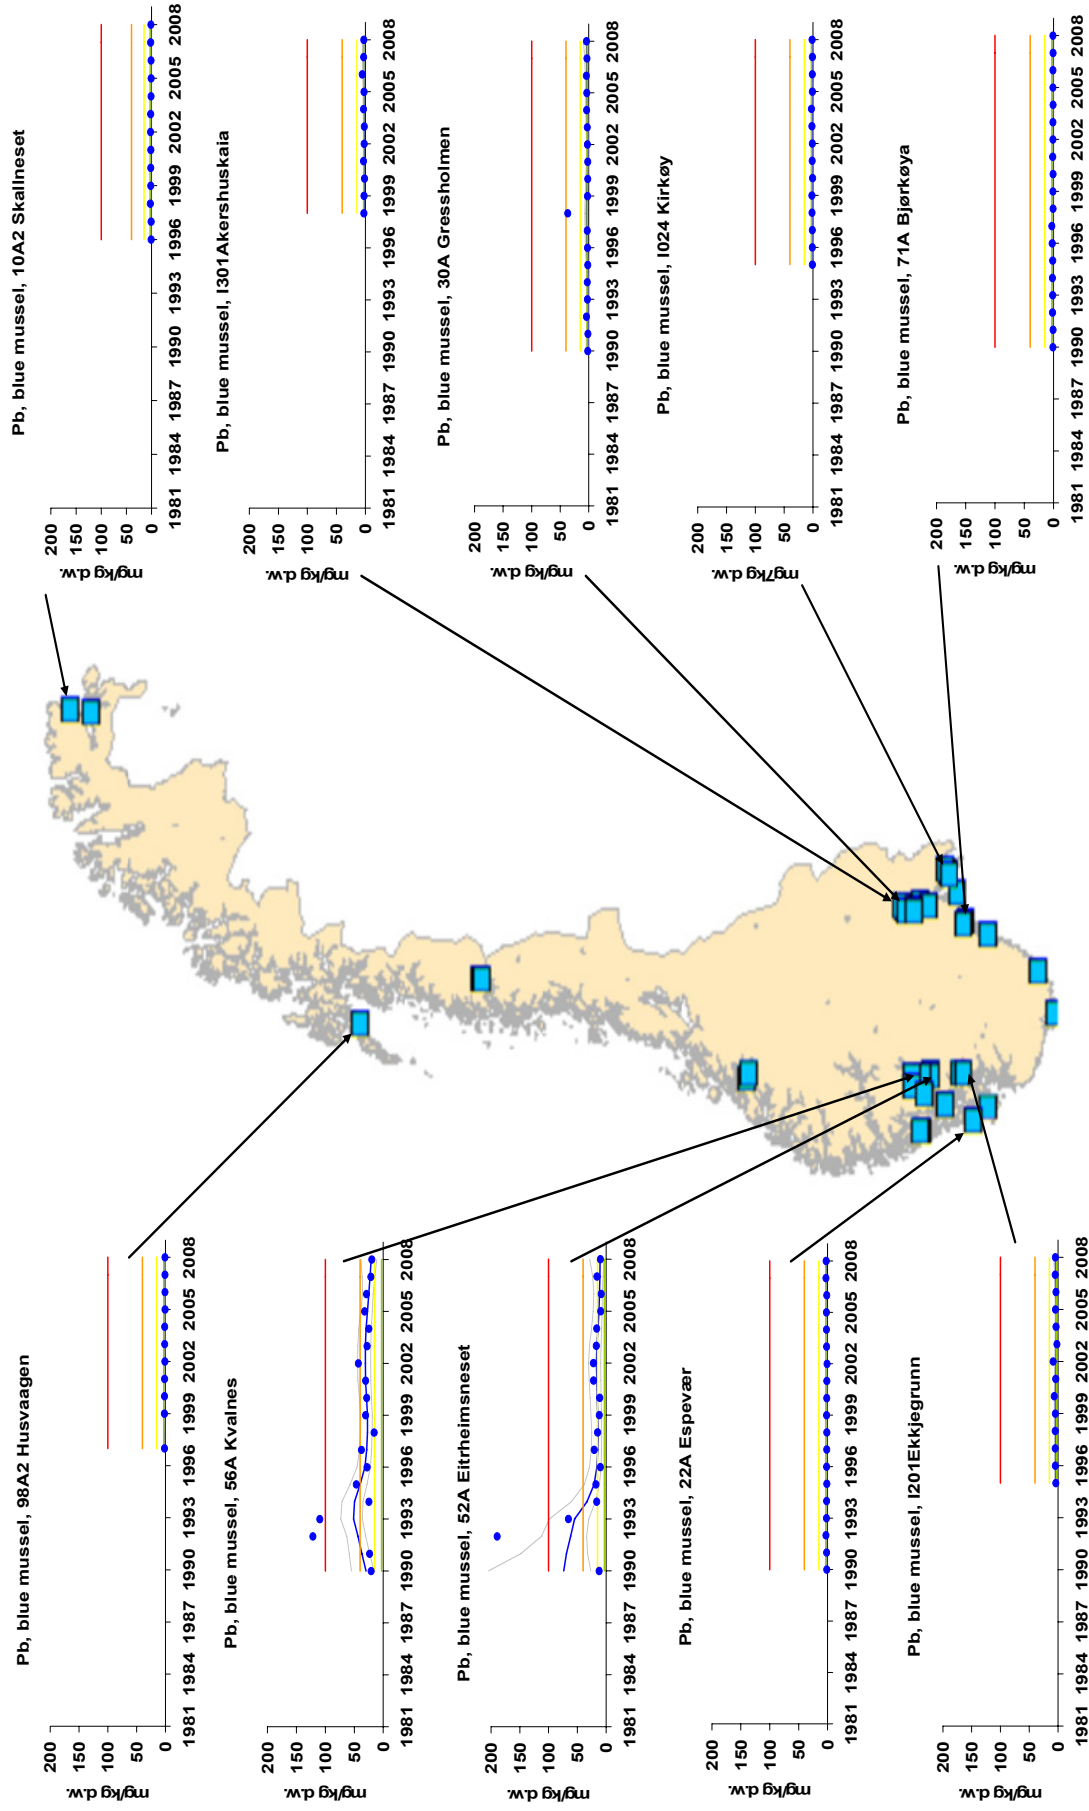 Pb, blue mussel, 98A2 Husvaagen
200
150
100
50
0
mg/kg d.w.
1981 1984 1987 1990 1993 1996 1999 2002 2005 2008
Pb, blue mussel, 56A Kvalnes
200
150
100
50
0
mg/kg d.w.
1981 1984 1987 1990 1993 1996 1999 2002 2005 2008
Pb, blue mussel, 52A Eitrheimsneset
200
150
100
50
0
mg/kg d.w.
1981 1984 1987 1990 1993 1996 1999 2002 2005 2008
Pb, blue mussel, 22A Espevær
200
150
100
50
0
mg/kg d.w.
1981 1984 1987 1990 1993 1996 1999 2002 2005 2008
Pb, blue mussel, I201Ekkjegrunn
200
150
100
50
0
mg/kg d.w.
1981 1984 1987 1990 1993 1996 1999 2002 2005 2008
Pb, blue mussel, 10A2 Skallneset
200
150
100
50
0
mg/kg d.w.
1981 1984 1987 1990 1993 1996 1999 2002 2005 2008
Pb, blue mussel, I301Akershuskaia
200
150
100
50
0
mg/kg d.w.
1981 1984 1987 1990 1993 1996 1999 2002 2005 2008
Pb, blue mussel, 30A Gressholmen
200
150
100
50
0
mg/kg d.w.
1981 1984 1987 1990 1993 1996 1999 2002 2005 2008
Pb, blue mussel, I024 Kirkøy
200
150
100
50
0
mg7kg d.w.
1981 1984 1987 1990 1993 1996 1999 2002 2005 2008
Pb, blue mussel, 71A Bjørkøya
200
150
100
50
0
mg/kg d.w.
1981 1984 1987 1990 1993 1996 1999 2002 2005 2008